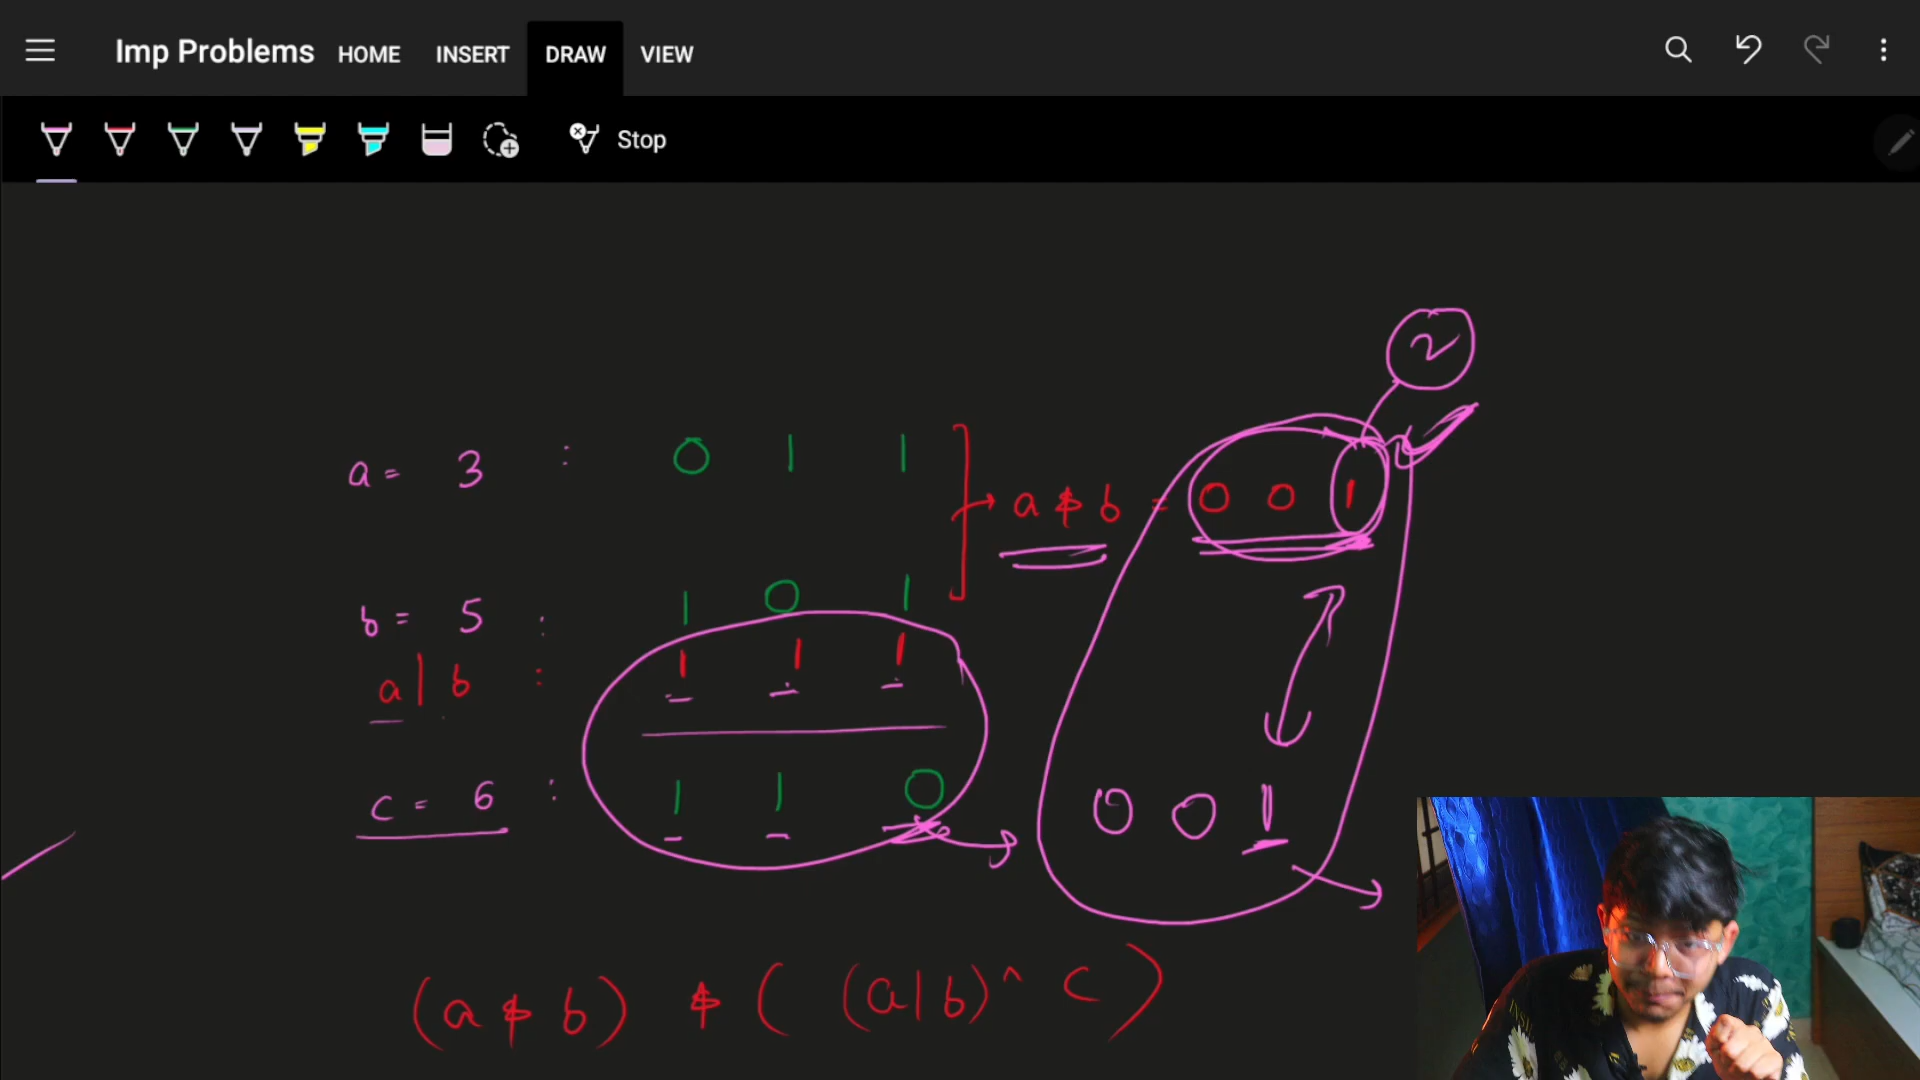 Imp Problems HOME INSERT DRAW VIEW
Stop
2
a = 3 : 0 1 1
a & b = 0 0 1
b = 5 : 1 0 1
a | b : 1 1 1
c = 6 : 1 1 0
0 0 1
(a & b) & ( (a | b) ^ c )